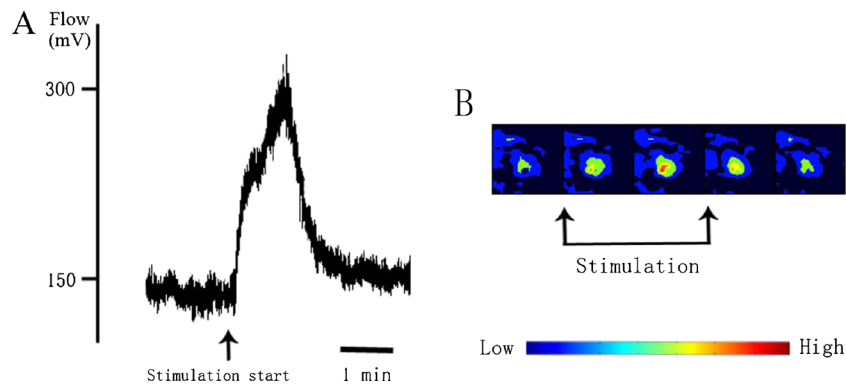 A
Flow
(mV)
300
150
Stimulation start
1 min
B
Stimulation
Low
High